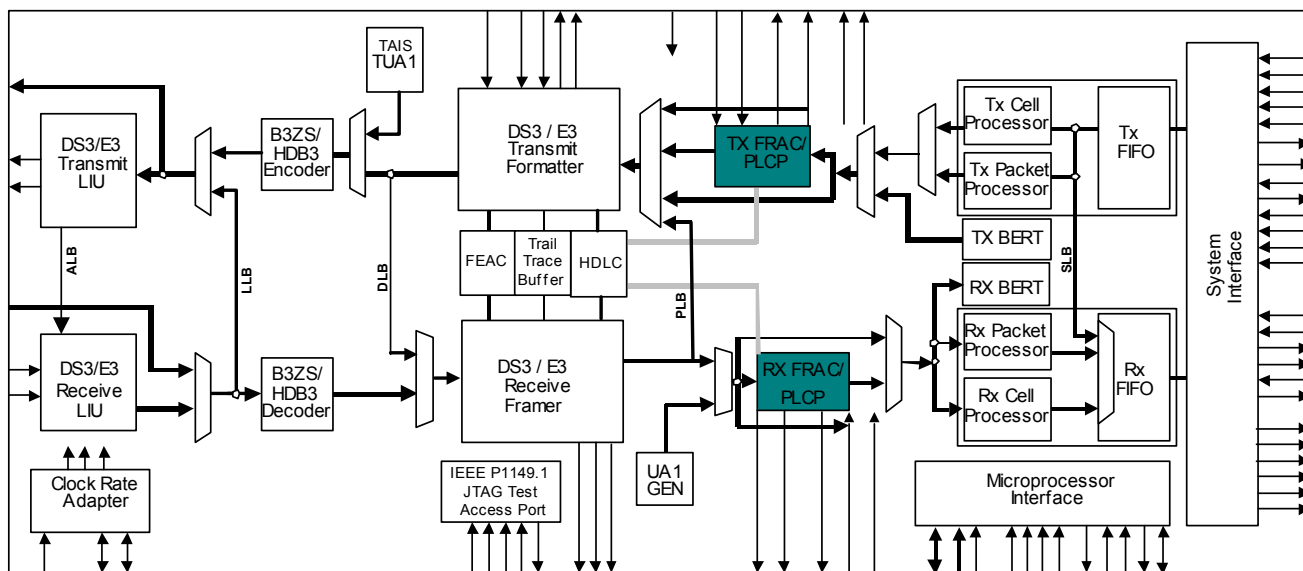 TAIS
TUA1
DS3/E3
Transmit
LIU
B3ZS/
HDB3
Encoder
DS3 / E3
Transmit
Formatter
TX FRAC/
PLCP
Tx Cell
Processor
Tx Packet
Processor
Tx
FIFO
TX BERT
RX BERT
System
Interface
ALB
LLB
DLB
PLB
SLB
FEAC
Trail
Trace
Buffer
HDLC
DS3/E3
Receive
LIU
B3ZS/
HDB3
Decoder
DS3 / E3
Receive
Framer
RX FRAC/
PLCP
Rx Packet
Processor
Rx Cell
Processor
Rx
FIFO
Clock Rate
Adapter
IEEE P1149.1
JTAG Test
Access Port
UA1
GEN
Microprocessor
Interface